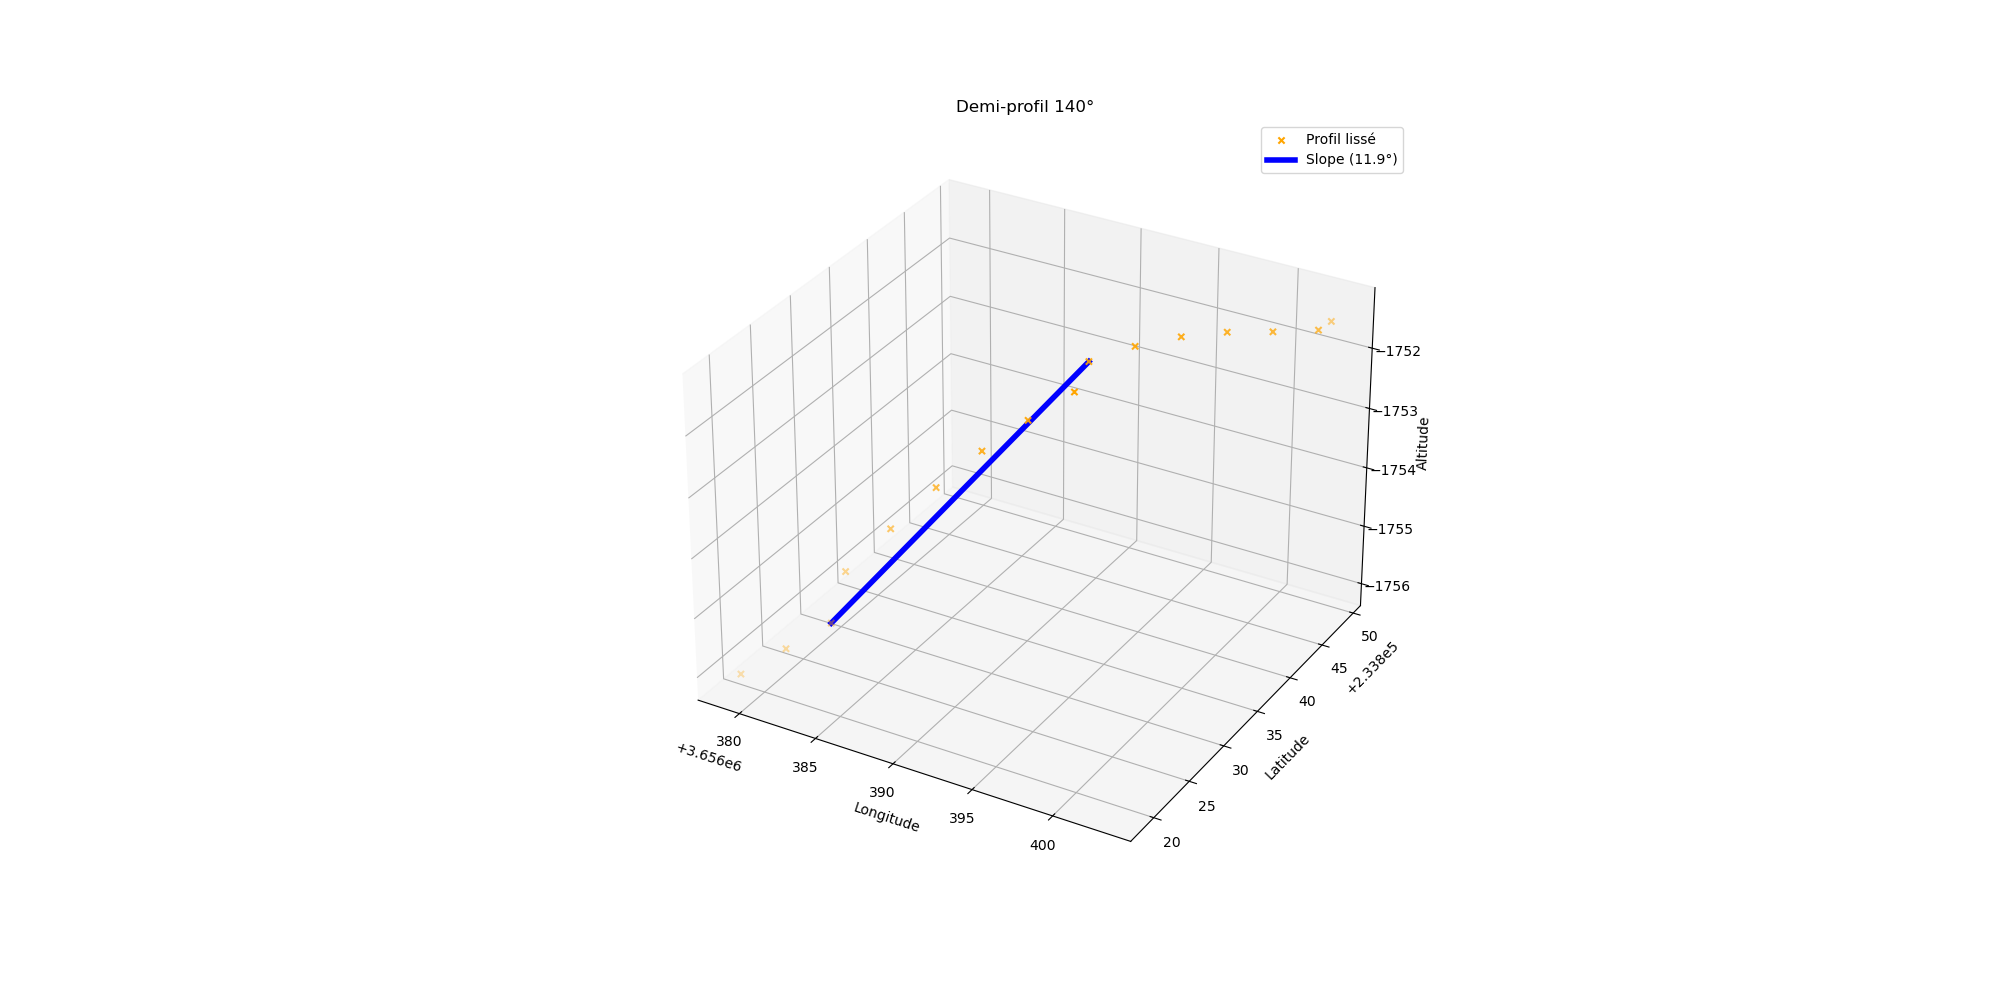 Demi-profil 140°
Profil lissé
Slope (11.9°)
−1752
−1753
−1754
−1755
−1756
Altitude
50
45
40
35
30
25
20
+2.338e5
Latitude
380
385
390
395
400
+3.656e6
Longitude